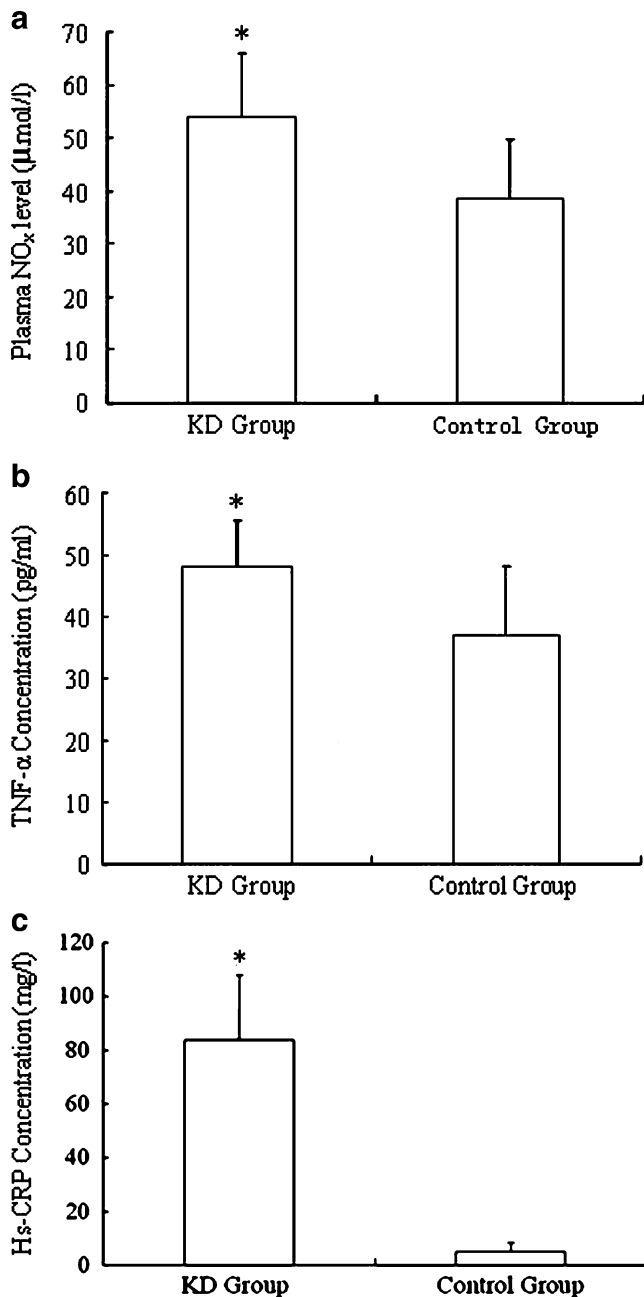 a
Plasma NOx level (μmol/l)
70
60
50
40
30
20
10
0
*
KD Group
Control Group
b
TNF-α Concentration (pg/ml)
60
50
40
30
20
10
0
*
KD Group
Control Group
c
Hs-CRP Concentration (mg/l)
120
100
80
60
40
20
0
*
KD Group
Control Group